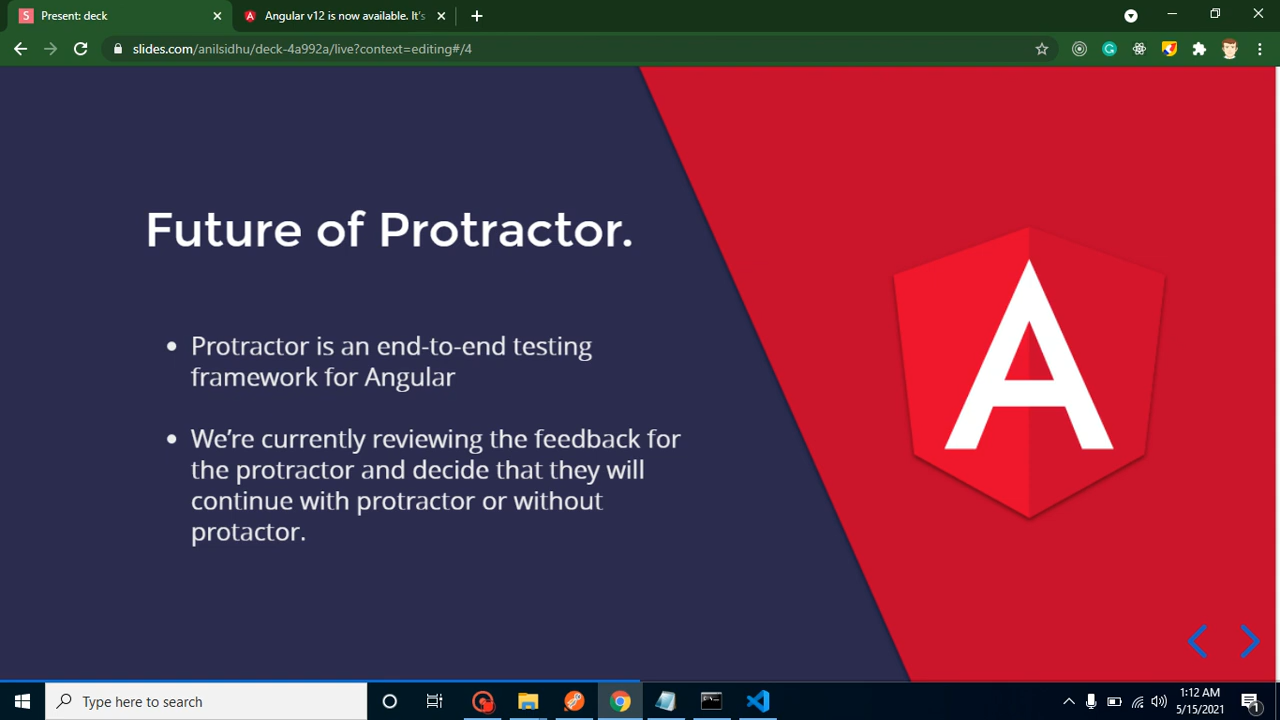 Present: deck
Angular v12 is now available. It's
slides.com/anilsidhu/deck-4a992a/live?context=editing#/4
Future of Protractor.
Protractor is an end-to-end testing
framework for Angular
We're currently reviewing the feedback for
the protractor and decide that they will
continue with protractor or without
protactor.
Type here to search
1:12 AM
5/15/2021